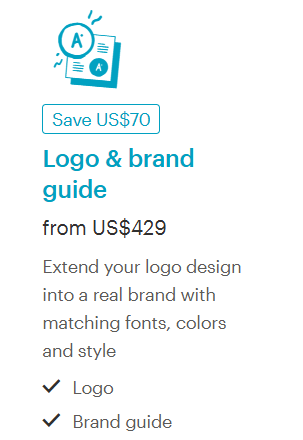 A+
A
Save US$70
Logo & brand
guide
from US$429
Extend your logo design
into a real brand with
matching fonts, colors
and style
Logo
Brand guide